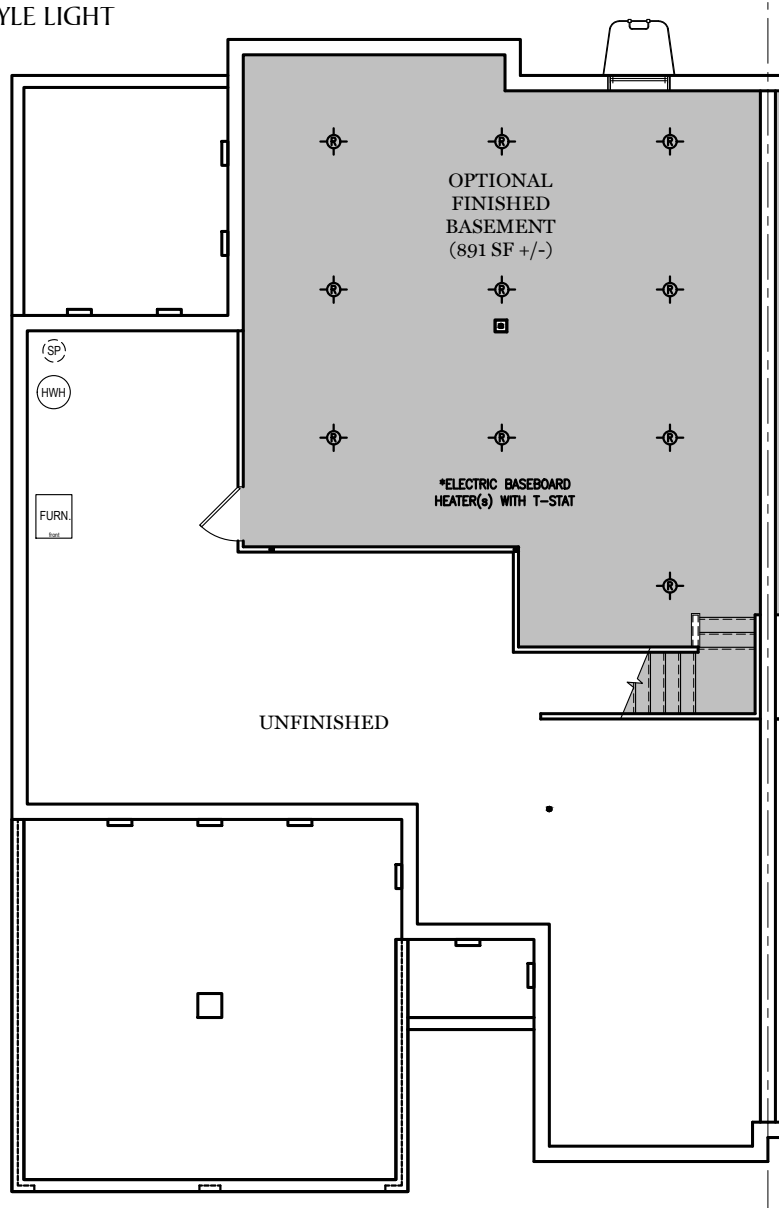 YLE LIGHT
R R R
OPTIONAL
FINISHED
BASEMENT
(891 SF +/-)
R R R
SP
HWH
R R R
*ELECTRIC BASEBOARD
HEATER(s) WITH T-STAT
FURN.
front
R
UNFINISHED